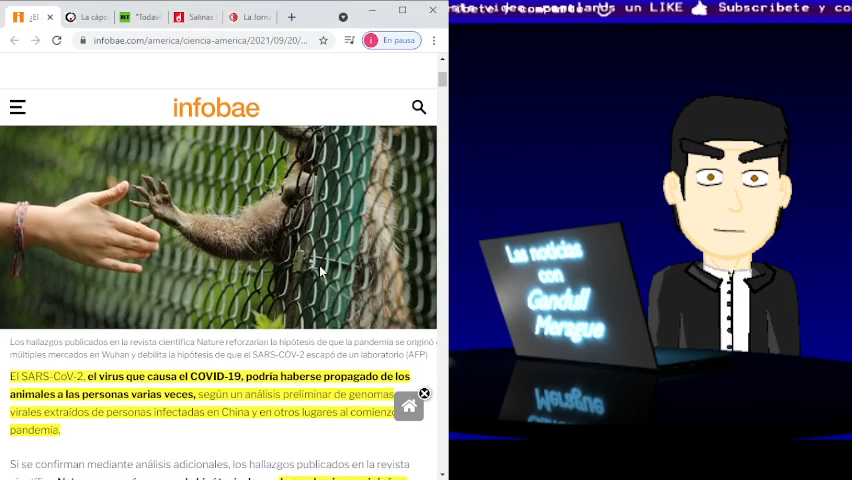 ¿El
La cáps
"Todav
Salinas
La Jorna
infobae.com/america/ciencia-america/2021/09/20/
En pausa
infobae
Los hallazgos publicados en la revista científica Nature reforzarían la hipótesis de que la pandemia se originó
múltiples mercados en Wuhan y debilita la hipótesis de que el SARS-COV-2 escapó de un laboratorio (AFP)
El SARS-CoV-2, el virus que causa el COVID-19, podría haberse propagado de los
animales a las personas varias veces, según un análisis preliminar de genomas
virales extraídos de personas infectadas en China y en otros lugares al comienzo
pandemia.
Si se confirman mediante análisis adicionales, los hallazgos publicados en la revista
un LIKE Suscribete y co
Las noticias
con
Gandull
Merague